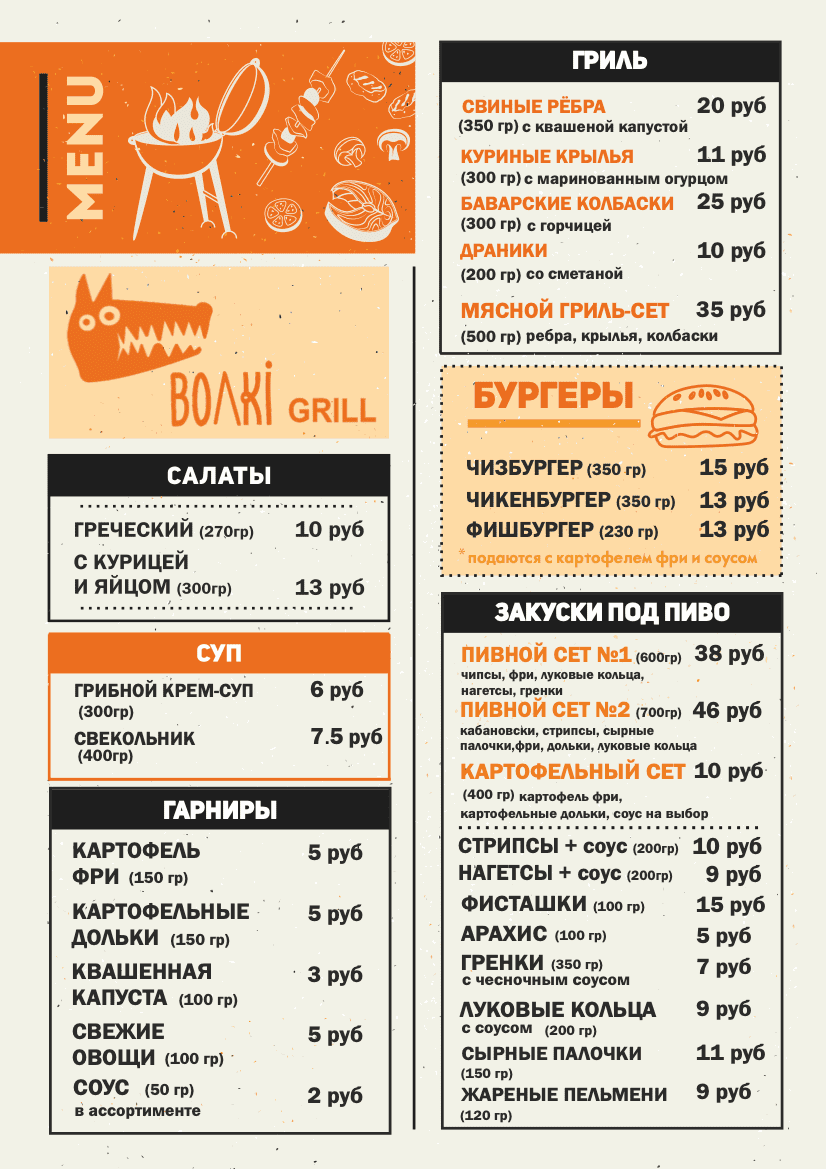 MENU
ВОЛКІ GRILL
САЛАТЫ
ГРЕЧЕСКИЙ (270гр) 10 руб
С КУРИЦЕЙ
И ЯЙЦОМ (300гр) 13 руб
СУП
ГРИБНОЙ КРЕМ-СУП 6 руб
(300гр)
СВЕКОЛЬНИК 7.5 руб
(400гр)
ГАРНИРЫ
КАРТОФЕЛЬ 5 руб
ФРИ (150 гр)
КАРТОФЕЛЬНЫЕ 5 руб
ДОЛЬКИ (150 гр)
КВАШЕННАЯ 3 руб
КАПУСТА (100 гр)
СВЕЖИЕ 5 руб
ОВОЩИ (100 гр)
СОУС (50 гр) 2 руб
в ассортименте
ГРИЛЬ
СВИНЫЕ РЁБРА 20 руб
(350 гр) с квашеной капустой
КУРИНЫЕ КРЫЛЬЯ 11 руб
(300 гр) с маринованным огурцом
БАВАРСКИЕ КОЛБАСКИ 25 руб
(300 гр) с горчицей
ДРАНИКИ 10 руб
(200 гр) со сметаной
МЯСНОЙ ГРИЛЬ-СЕТ 35 руб
(500 гр) ребра, крылья, колбаски
БУРГЕРЫ
ЧИЗБУРГЕР (350 гр) 15 руб
ЧИКЕНБУРГЕР (350 гр) 13 руб
ФИШБУРГЕР (230 гр) 13 руб
* подаются с картофелем фри и соусом
ЗАКУСКИ ПОД ПИВО
ПИВНОЙ СЕТ №1 (600гр) 38 руб
чипсы, фри, луковые кольца,
нагетсы, гренки
ПИВНОЙ СЕТ №2 (700гр) 46 руб
кабановски, стрипсы, сырные
палочки,фри, дольки, луковые кольца
КАРТОФЕЛЬНЫЙ СЕТ 10 руб
(400 гр) картофель фри,
картофельные дольки, соус на выбор
СТРИПСЫ + соус (200гр) 10 руб
НАГЕТСЫ + соус (200гр) 9 руб
ФИСТАШКИ (100 гр) 15 руб
АРАХИС (100 гр) 5 руб
ГРЕНКИ (350 гр) 7 руб
с чесночным соусом
ЛУКОВЫЕ КОЛЬЦА 9 руб
с соусом (200 гр)
СЫРНЫЕ ПАЛОЧКИ 11 руб
(150 гр)
ЖАРЕНЫЕ ПЕЛЬМЕНИ 9 руб
(120 гр)